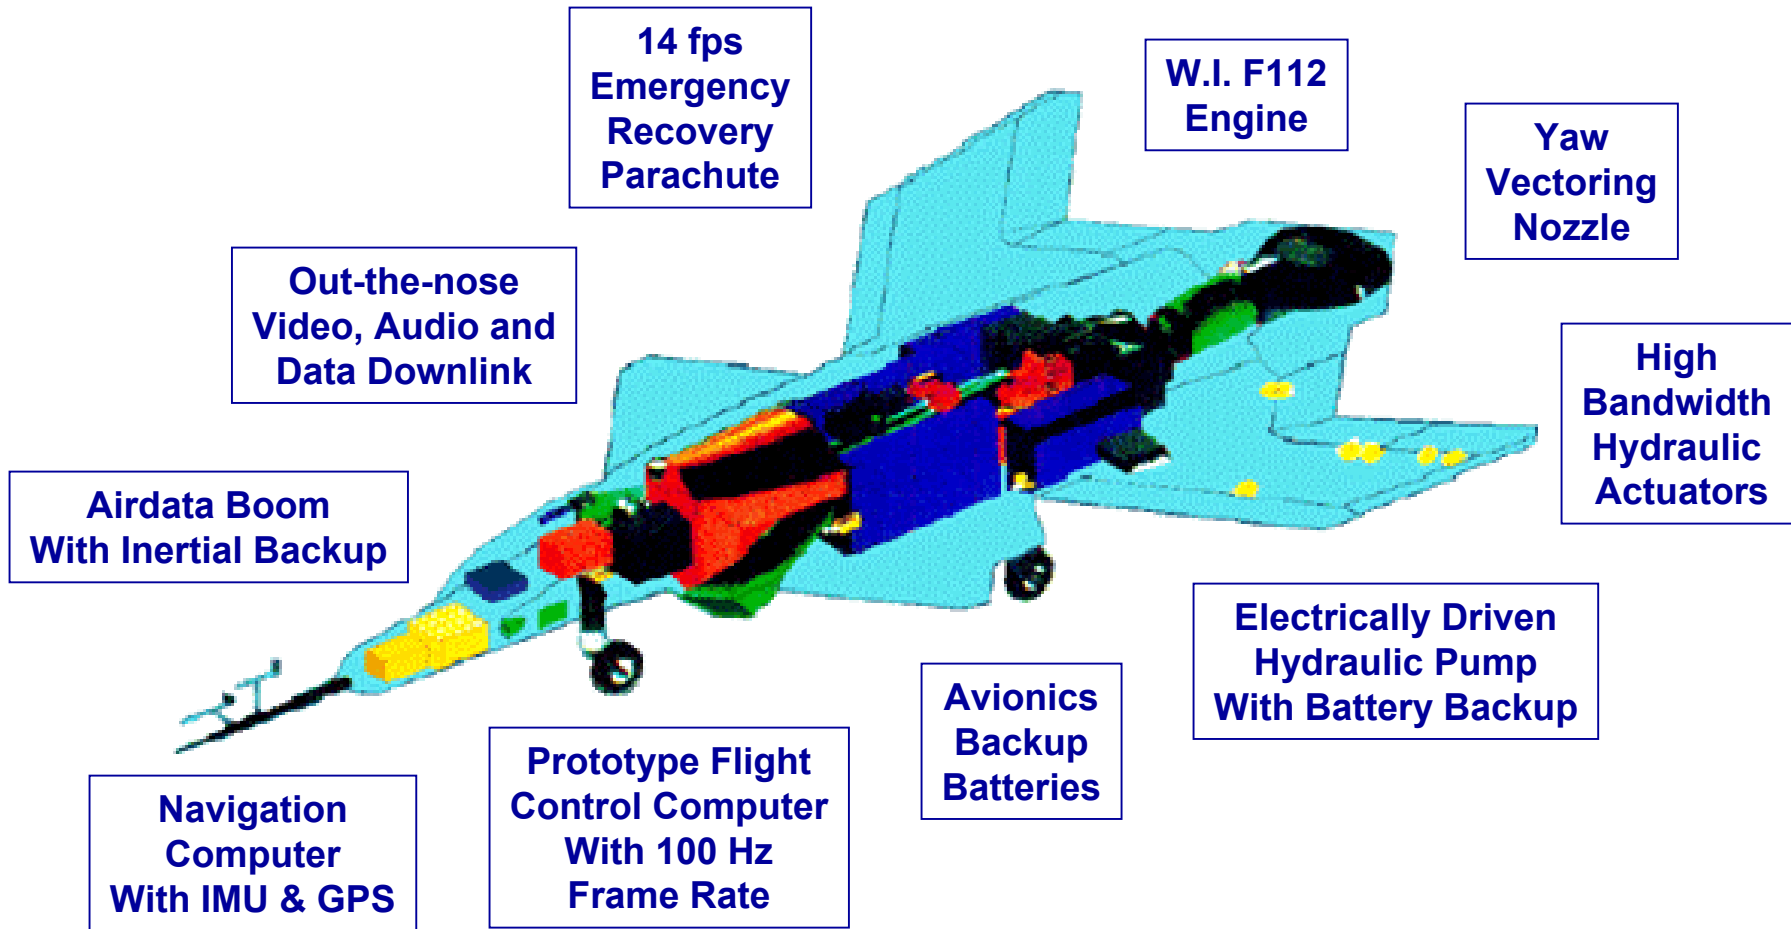 14 fps
Emergency
Recovery
Parachute
W.I. F112
Engine
Yaw
Vectoring
Nozzle
Out-the-nose
Video, Audio and
Data Downlink
High
Bandwidth
Hydraulic
Actuators
Airdata Boom
With Inertial Backup
Electrically Driven
Hydraulic Pump
With Battery Backup
Avionics
Backup
Batteries
Prototype Flight
Control Computer
With 100 Hz
Frame Rate
Navigation
Computer
With IMU & GPS